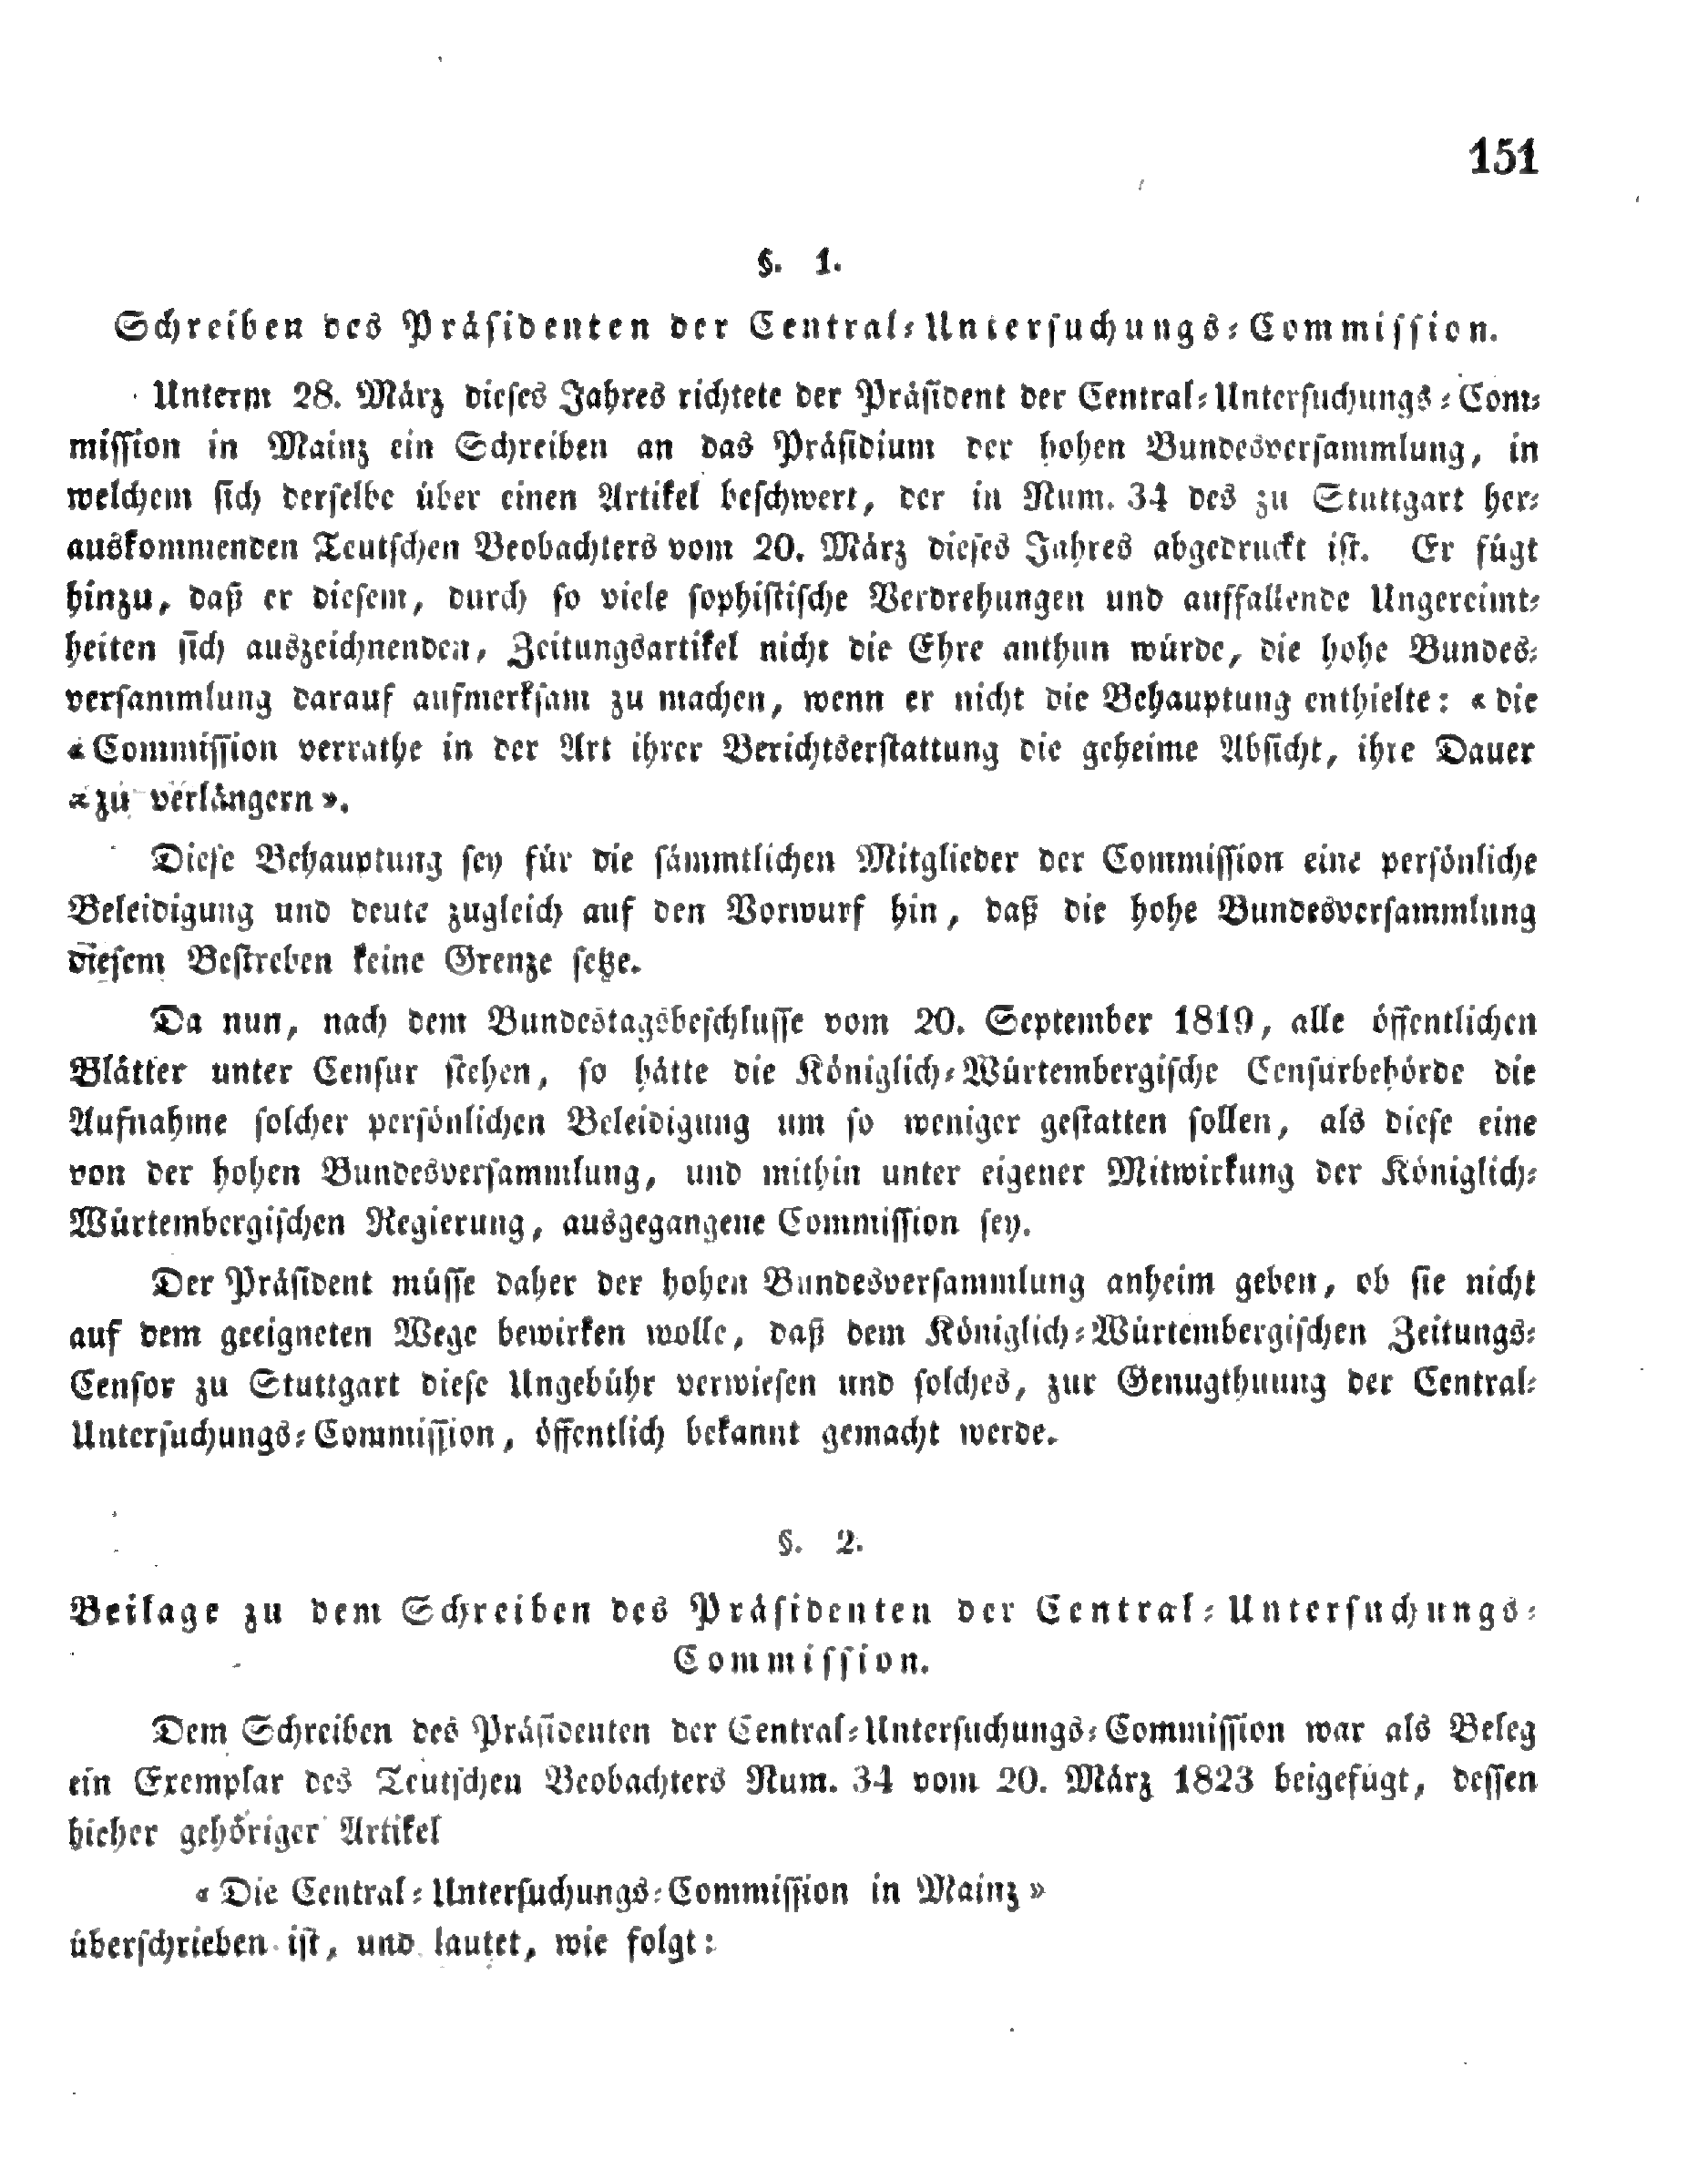 151
§. 1.
Schreiben des Präsidenten der Central-Untersuchungs-Commission.
Unterm 28. März dieses Jahres richtete der Präsident der Central-Untersuchungs-Com-
mission in Mainz ein Schreiben an das Präsidium der hohen Bundesversammlung, in
welchem sich derselbe über einen Artikel beschwert, der in Num. 34 des zu Stuttgart her-
auskommenden Teutschen Beobachters vom 20. März dieses Jahres abgedruckt ist. Er fügt
hinzu, daß er diesem, durch so viele sophistische Verdrehungen und auffallende Ungereimt-
heiten sich auszeichnenden, Zeitungsartikel nicht die Ehre anthun würde, die hohe Bundes-
versammlung darauf aufmerksam zu machen, wenn er nicht die Behauptung enthielte: «die
«Commission verrathe in der Art ihrer Berichtserstattung die geheime Absicht, ihre Dauer
«zu verlängern».
Diese Behauptung sey für die sämmtlichen Mitglieder der Commission eine persönliche
Beleidigung und deute zugleich auf den Vorwurf hin, daß die hohe Bundesversammlung
diesem Bestreben keine Grenze setze.
Da nun, nach dem Bundestagsbeschlusse vom 20. September 1819, alle öffentlichen
Blätter unter Censur stehen, so hätte die Königlich-Würtembergische Censurbehörde die
Aufnahme solcher persönlichen Beleidigung um so weniger gestatten sollen, als diese eine
von der hohen Bundesversammlung, und mithin unter eigener Mitwirkung der Königlich-
Würtembergischen Regierung, ausgegangene Commission sey.
Der Präsident müsse daher der hohen Bundesversammlung anheim geben, ob sie nicht
auf dem geeigneten Wege bewirken wolle, daß dem Königlich-Würtembergischen Zeitungs-
Censor zu Stuttgart diese Ungebühr verwiesen und solches, zur Genugthuung der Central-
Untersuchungs-Commission, öffentlich bekannt gemacht werde.
§. 2.
Beilage zu dem Schreiben des Präsidenten der Central-Untersuchungs-
Commission.
Dem Schreiben des Präsidenten der Central-Untersuchungs-Commission war als Beleg
ein Exemplar des Teutschen Beobachters Num. 34 vom 20. März 1823 beigefügt, dessen
hieher gehöriger Artikel
«Die Central-Untersuchungs-Commission in Mainz»
überschrieben ist, und lautet, wie folgt: